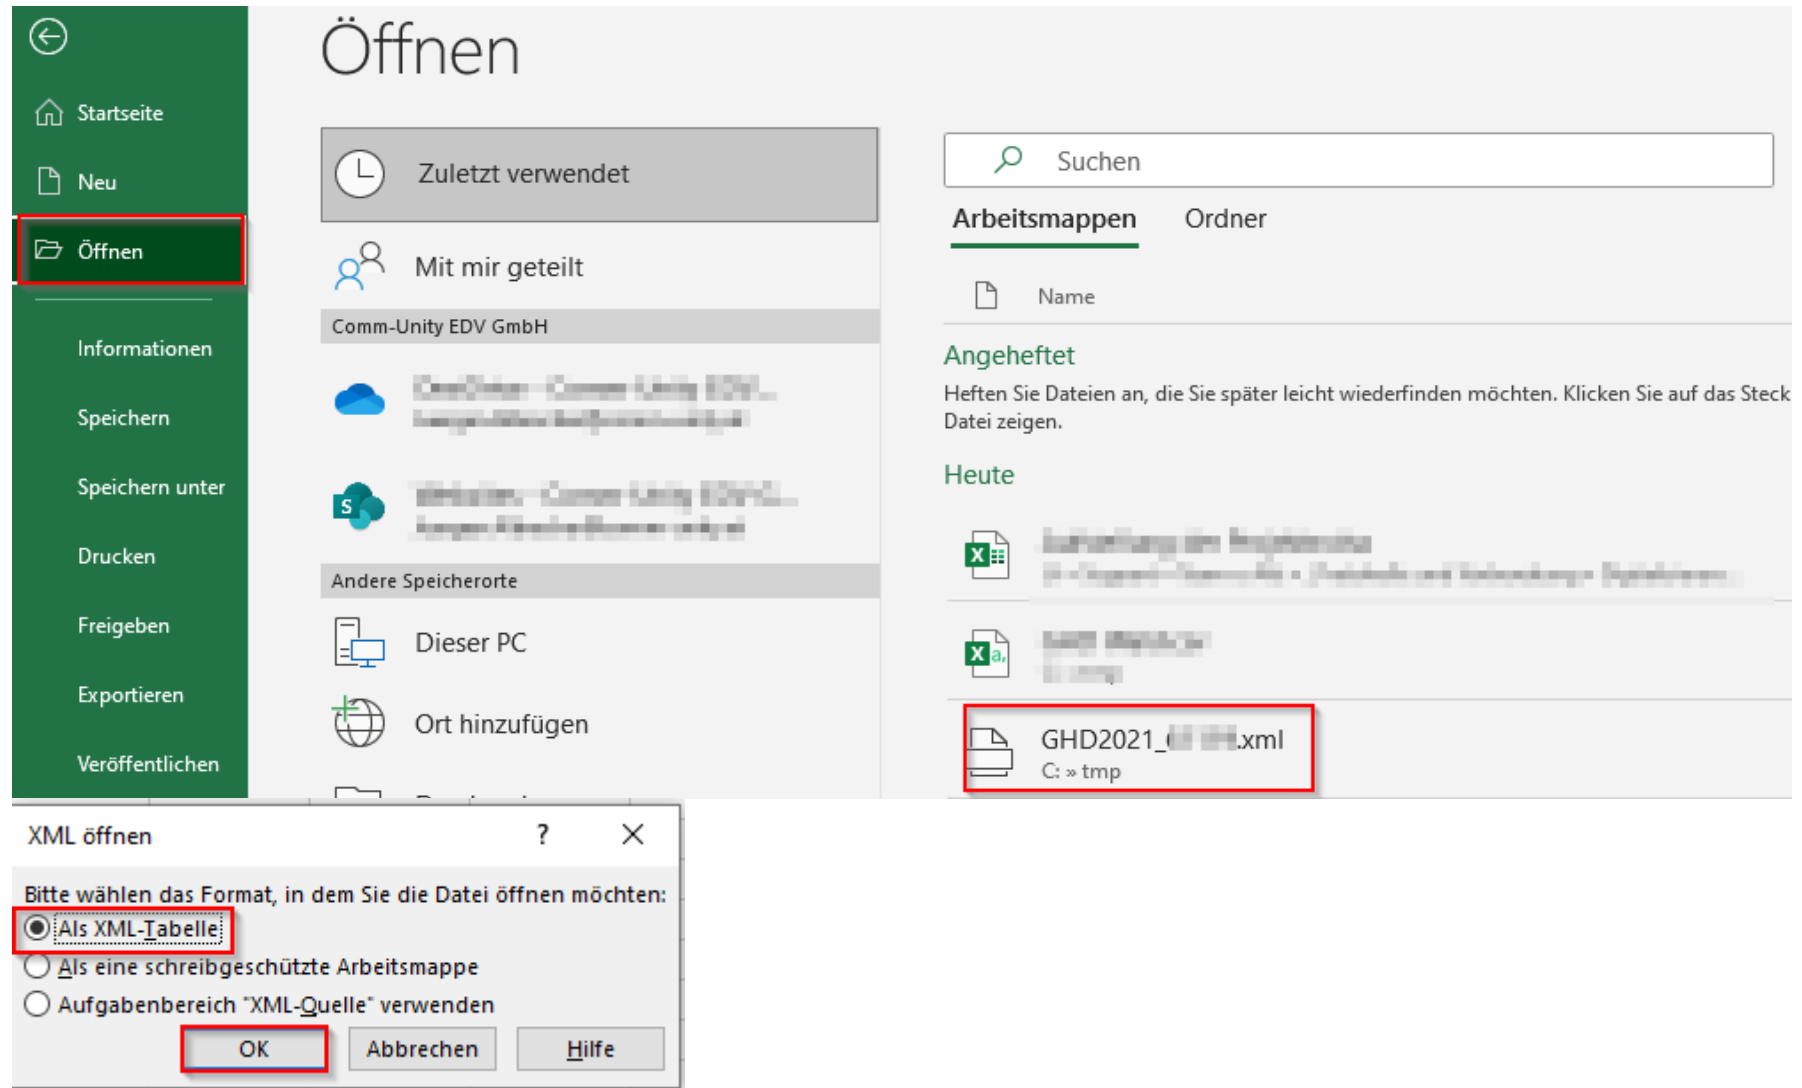 Öffnen
Startseite
Neu
Öffnen
Informationen
Speichern
Speichern unter
Drucken
Freigeben
Exportieren
Veröffentlichen
Zuletzt verwendet
Mit mir geteilt
Comm-Unity EDV GmbH
Andere Speicherorte
Dieser PC
Ort hinzufügen
Suchen
Arbeitsmappen Ordner
Name
Angeheftet
Heften Sie Dateien an, die Sie später leicht wiederfinden möchten. Klicken Sie auf das Steck
Datei zeigen.
Heute
GHD2021_ .xml
C: » tmp
XML öffnen ?
Bitte wählen das Format, in dem Sie die Datei öffnen möchten:
Als XML-Tabelle
Als eine schreibgeschützte Arbeitsmappe
Aufgabenbereich "XML-Quelle" verwenden
OK Abbrechen Hilfe